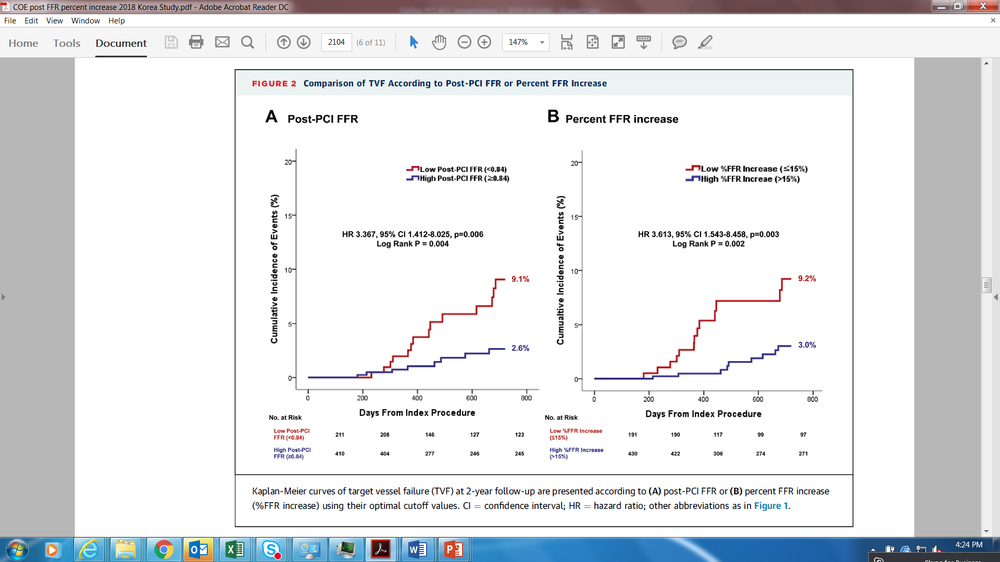 COE post FFR percent increase 2018 Korea Study.pdf - Adobe Acrobat Reader DC
File Edit View Window Help
Home Tools Document 2104 (6 of 11) 147%
FIGURE 2 Comparison of TVF According to Post-PCI FFR or Percent FFR Increase
A Post-PCI FFR
20
15
10
5
0
Cumulative Incidence of Events (%)
Low Post-PCI FFR (<0.84)
High Post-PCI FFR (≥0.84)
HR 3.367, 95% CI 1.412-8.025, p=0.006
Log Rank P = 0.004
9.1%
2.6%
0 200 400 600 800
Days From Index Procedure
No. at Risk
Low Post-PCI
FFR (<0.84)
211 208 146 127 123
High Post-PCI
FFR (≥0.84)
410 404 277 246 245
B Percent FFR increase
20
15
10
5
0
Cumualtive Incidence of Events (%)
Low %FFR Increase (≤15%)
High %FFR Increae (>15%)
HR 3.613, 95% CI 1.543-8.458, p=0.003
Log Rank P = 0.002
9.2%
3.0%
0 200 400 600 800
Days From Index Procedure
No. at Risk
Low %FFR Increase
(≤15%)
191 190 117 99 97
High %FFR Increase
(>15%)
430 422 306 274 271
Kaplan-Meier curves of target vessel failure (TVF) at 2-year follow-up are presented according to (A) post-PCI FFR or (B) percent FFR increase
(%FFR increase) using their optimal cutoff values. CI = confidence interval; HR = hazard ratio; other abbreviations as in Figure 1.
4:24 PM